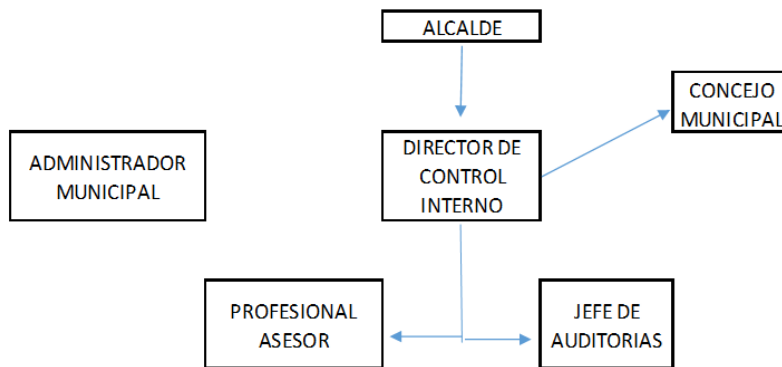 ALCALDE
CONCEJO
MUNICIPAL
ADMINISTRADOR
MUNICIPAL
DIRECTOR DE
CONTROL
INTERNO
PROFESIONAL
ASESOR
JEFE DE
AUDITORIAS